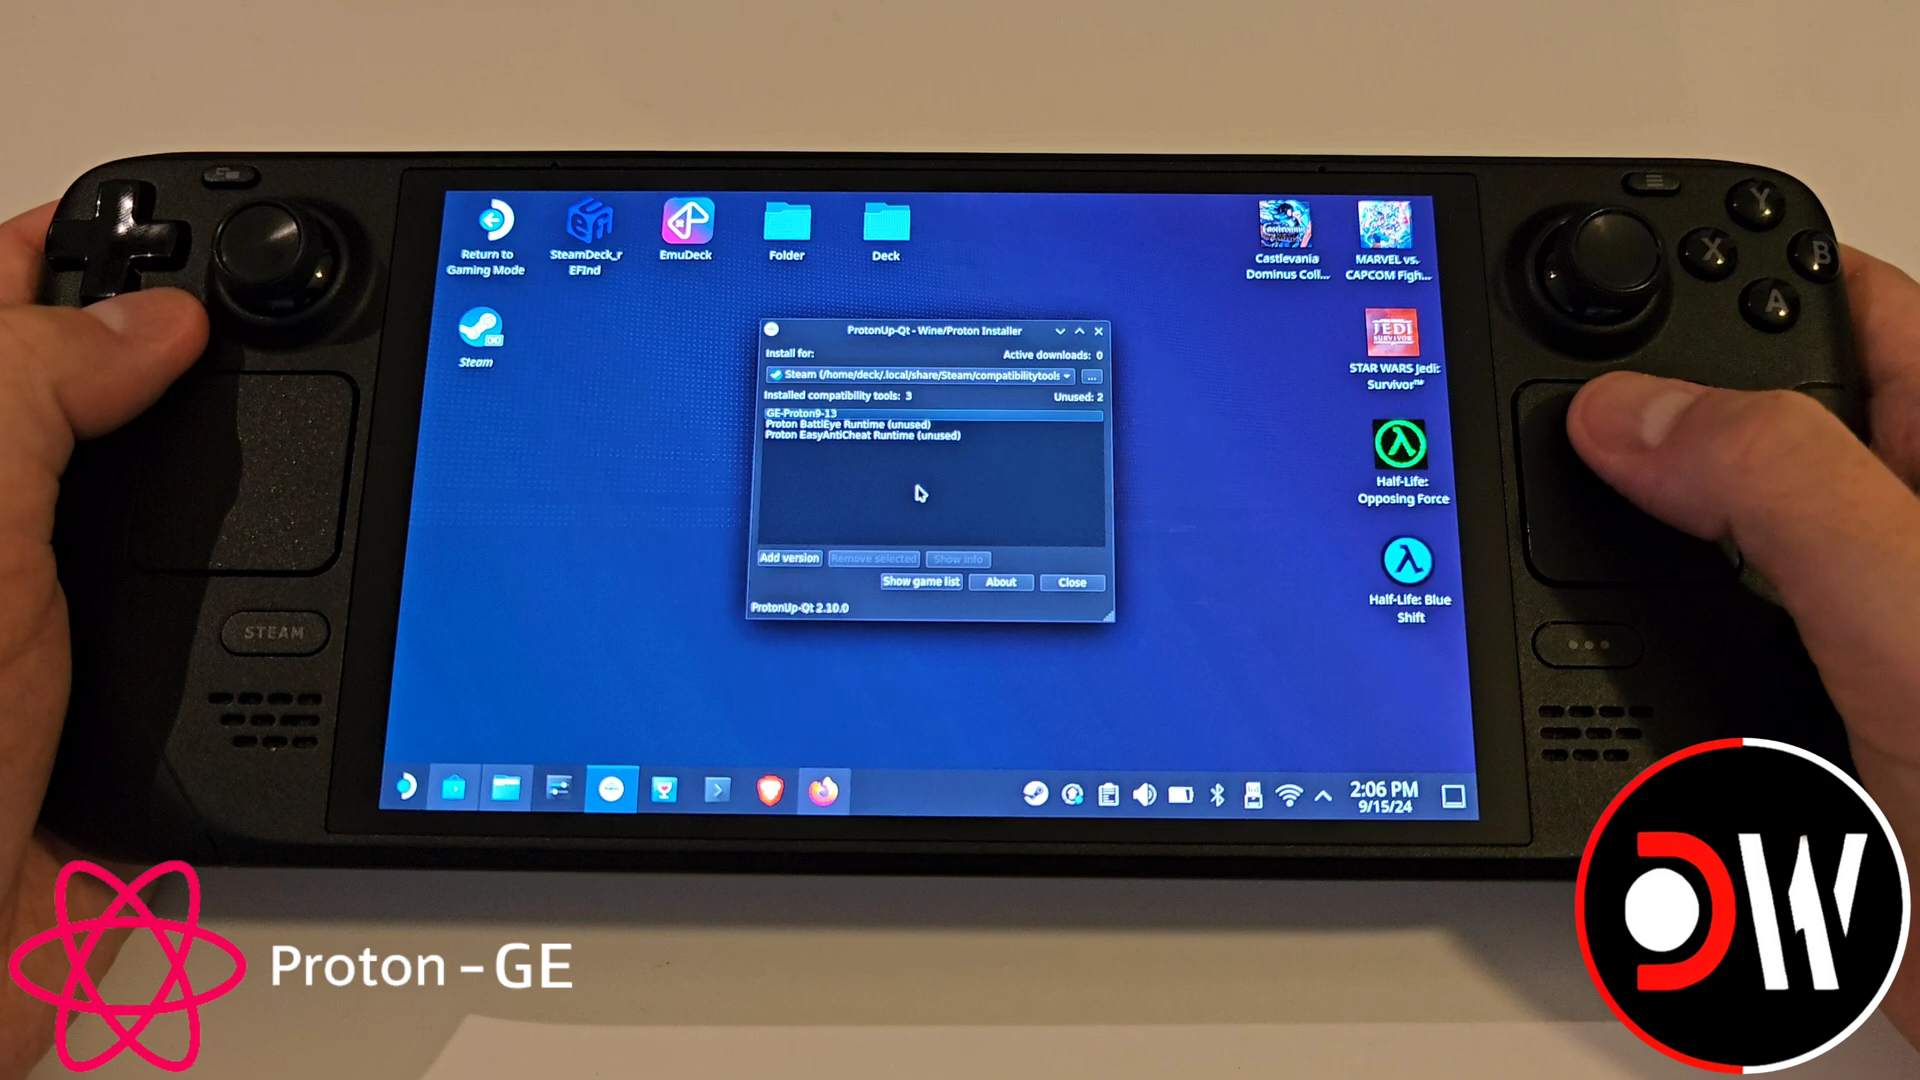 Return to
Gaming Mode
SteamDeck_r
EFInd
EmuDeck
Folder
Deck
Castlevania
Dominus Coll...
MARVEL vs.
CAPCOM Figh...
Steam
JEDI
SURVIVOR
STAR WARS Jedi:
Survivor™
Half-Life:
Opposing Force
Half-Life: Blue
Shift
ProtonUp-Qt - Wine/Proton Installer
Install for:
Active downloads: 0
Steam (/home/deck/.local/share/Steam/compatibilitytools
...
Installed compatibility tools: 3
Unused: 2
GE-Proton9-13
Proton BattlEye Runtime (unused)
Proton EasyAntiCheat Runtime (unused)
Add version
Remove selected
Show info
Show game list
About
Close
ProtonUp-Qt 2.10.0
2:06 PM
9/15/24
Y
X
B
A
STEAM
Proton - GE
DW